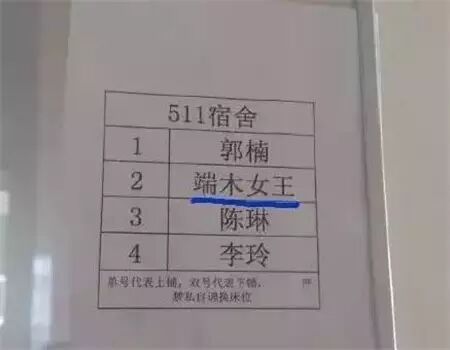 511宿舍
1 郭楠
2 端木女王
3 陈琳
4 李玲
单号代表上铺，双号代表下铺， 严
禁私自调换床位